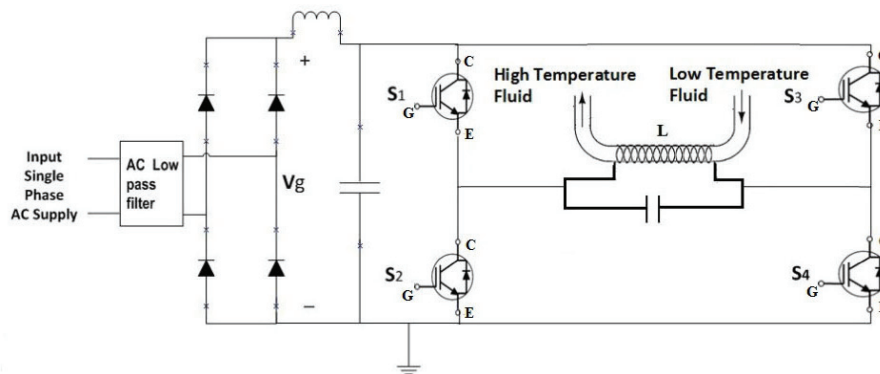 C
S1
G
E
High Temperature
Fluid
Low Temperature
Fluid
L
S3
G
Input
Single
Phase
AC Supply
AC Low
pass
filter
+
Vg
−
C
S2
G
E
S4
G